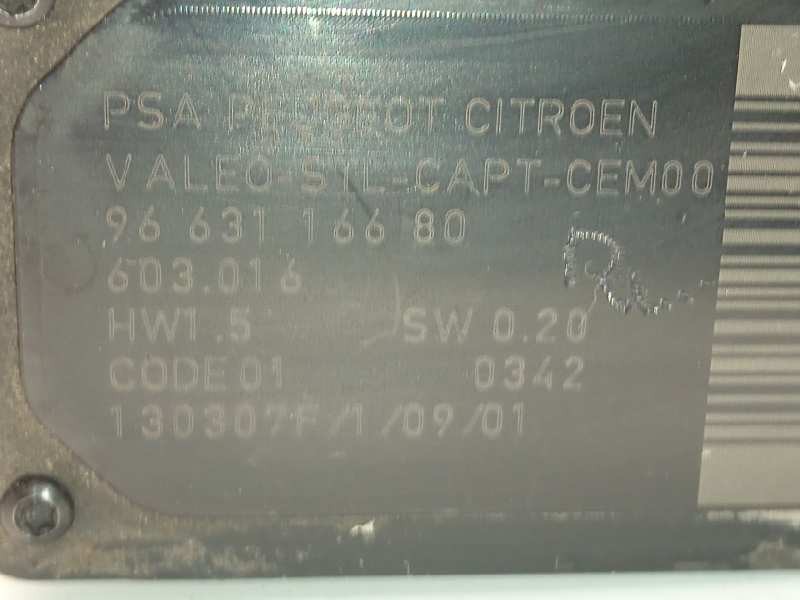 PSA PEUGEOT CITROEN
VALEO-STL-CAPT-CEM00
96 631 166 80
603.016
HW1.5 SW 0.20
CODE01 0342
130307F/1/09/01